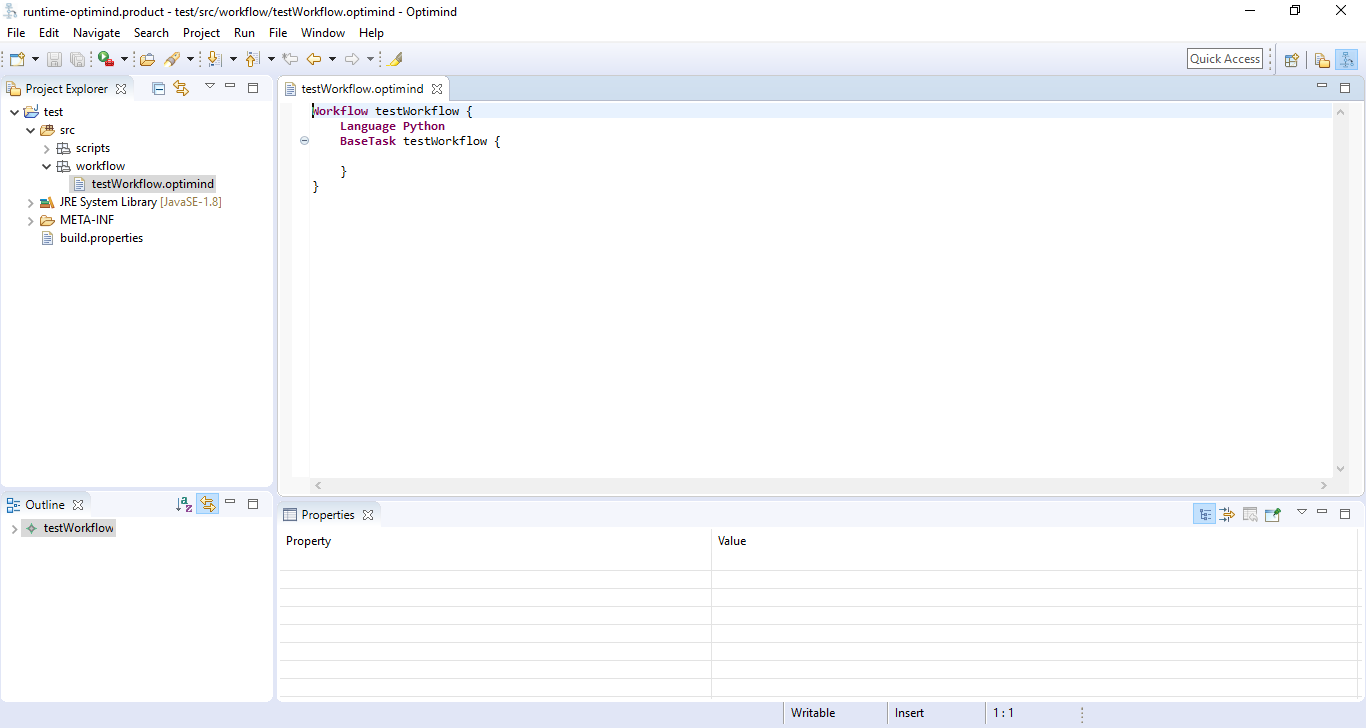 runtime-optimind.product - test/src/workflow/testWorkflow.optimind - Optimind
File Edit Navigate Search Project Run File Window Help
Quick Access
Project Explorer
test
src
scripts
workflow
testWorkflow.optimind
JRE System Library [JavaSE-1.8]
META-INF
build.properties
testWorkflow.optimind
Workflow testWorkflow {
Language Python
BaseTask testWorkflow {
}
}
Outline
testWorkflow
Properties
Property Value
Writable Insert 1 : 1